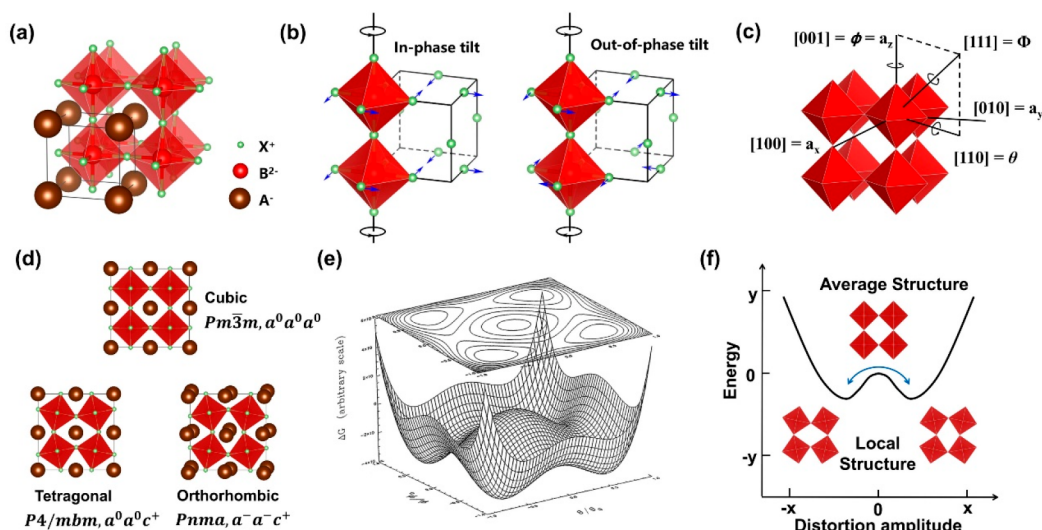 (a)
X⁺
B²⁻
A⁻
(b)
In-phase tilt
Out-of-phase tilt
(c)
[001] = ϕ = a_z
[111] = Φ
[010] = a_y
[100] = a_x
[110] = θ
(d)
Cubic
Pm3̅m, a⁰a⁰a⁰
Tetragonal
P4/mbm, a⁰a⁰c⁺
Orthorhombic
Pnma, a⁻a⁻c⁺
(e)
ΔG (arbitrary scale)
(f)
y
Average Structure
Energy
0
Local
Structure
-y
-x
0
x
Distortion amplitude